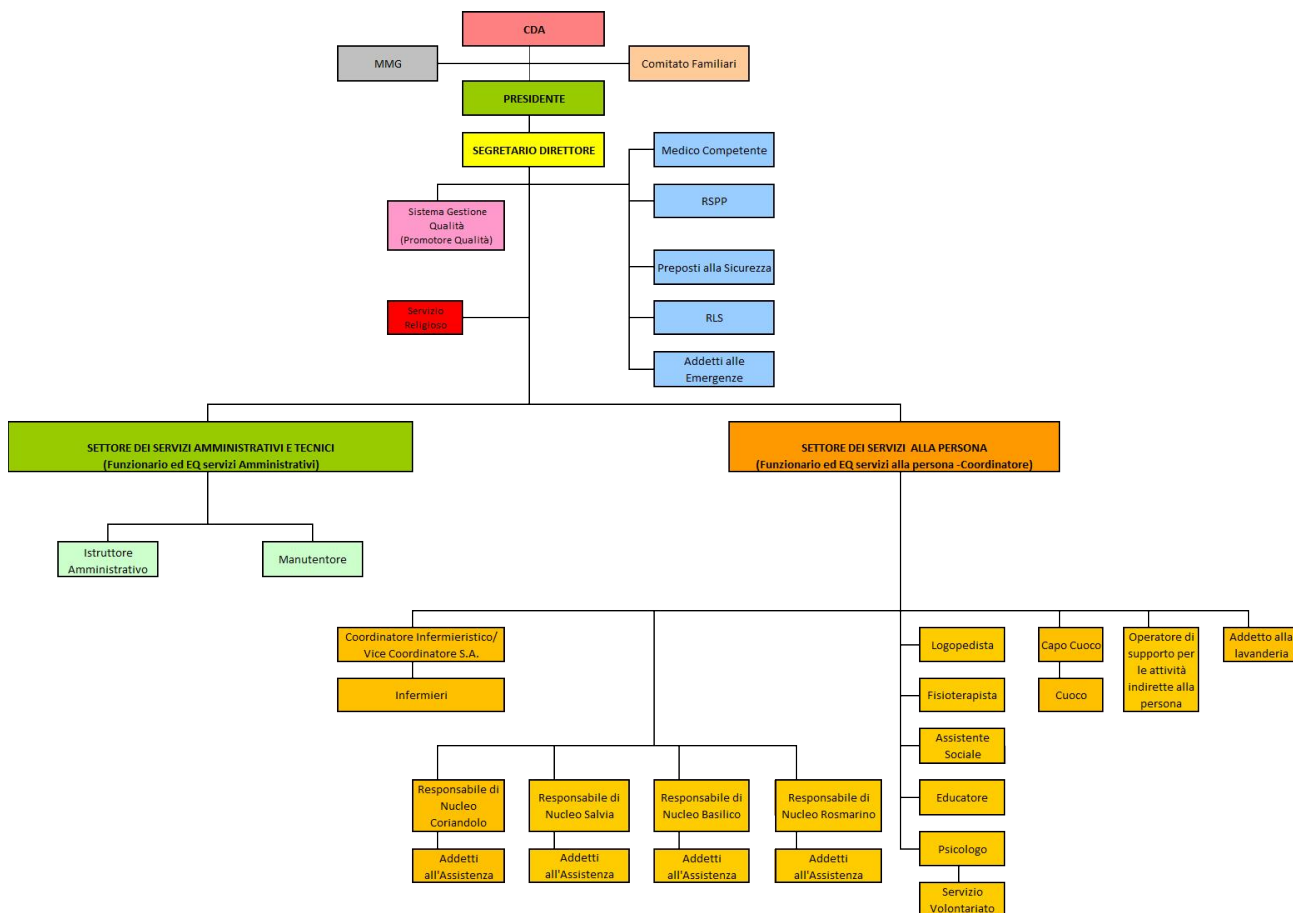 CDA
MMG
Comitato Familiari
PRESIDENTE
SEGRETARIO DIRETTORE
Medico Competente
Sistema Gestione
Qualità
(Promotore Qualità)
RSPP
Preposti alla Sicurezza
Servizio
Religioso
RLS
Addetti alle
Emergenze
SETTORE DEI SERVIZI AMMINISTRATIVI E TECNICI
(Funzionario ed EQ servizi Amministrativi)
SETTORE DEI SERVIZI ALLA PERSONA
(Funzionario ed EQ servizi alla persona -Coordinatore)
Istruttore
Amministrativo
Manutentore
Coordinatore Infermieristico/
Vice Coordinatore S.A.
Infermieri
Logopedista
Fisioterapista
Assistente
Sociale
Educatore
Psicologo
Servizio
Volontariato
Capo Cuoco
Cuoco
Operatore di
supporto per
le attività
indirette alla
persona
Addetto alla
lavanderia
Responsabile di
Nucleo
Coriandolo
Addetti
all'Assistenza
Responsabile di
Nucleo Salvia
Addetti
all'Assistenza
Responsabile di
Nucleo Basilico
Addetti
all'Assistenza
Responsabile di
Nucleo Rosmarino
Addetti
all'Assistenza